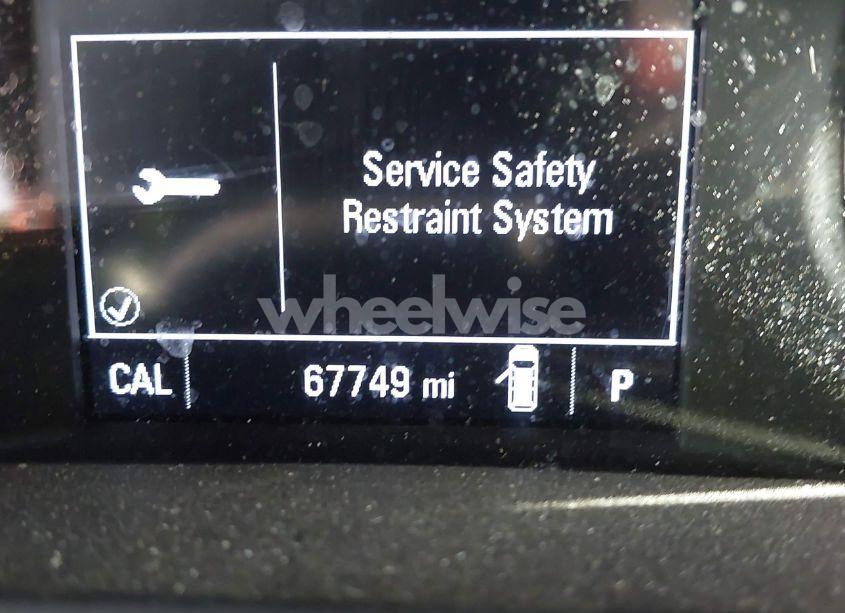 Service Safety
Restraint System
wheelwise
CAL 67749 mi P